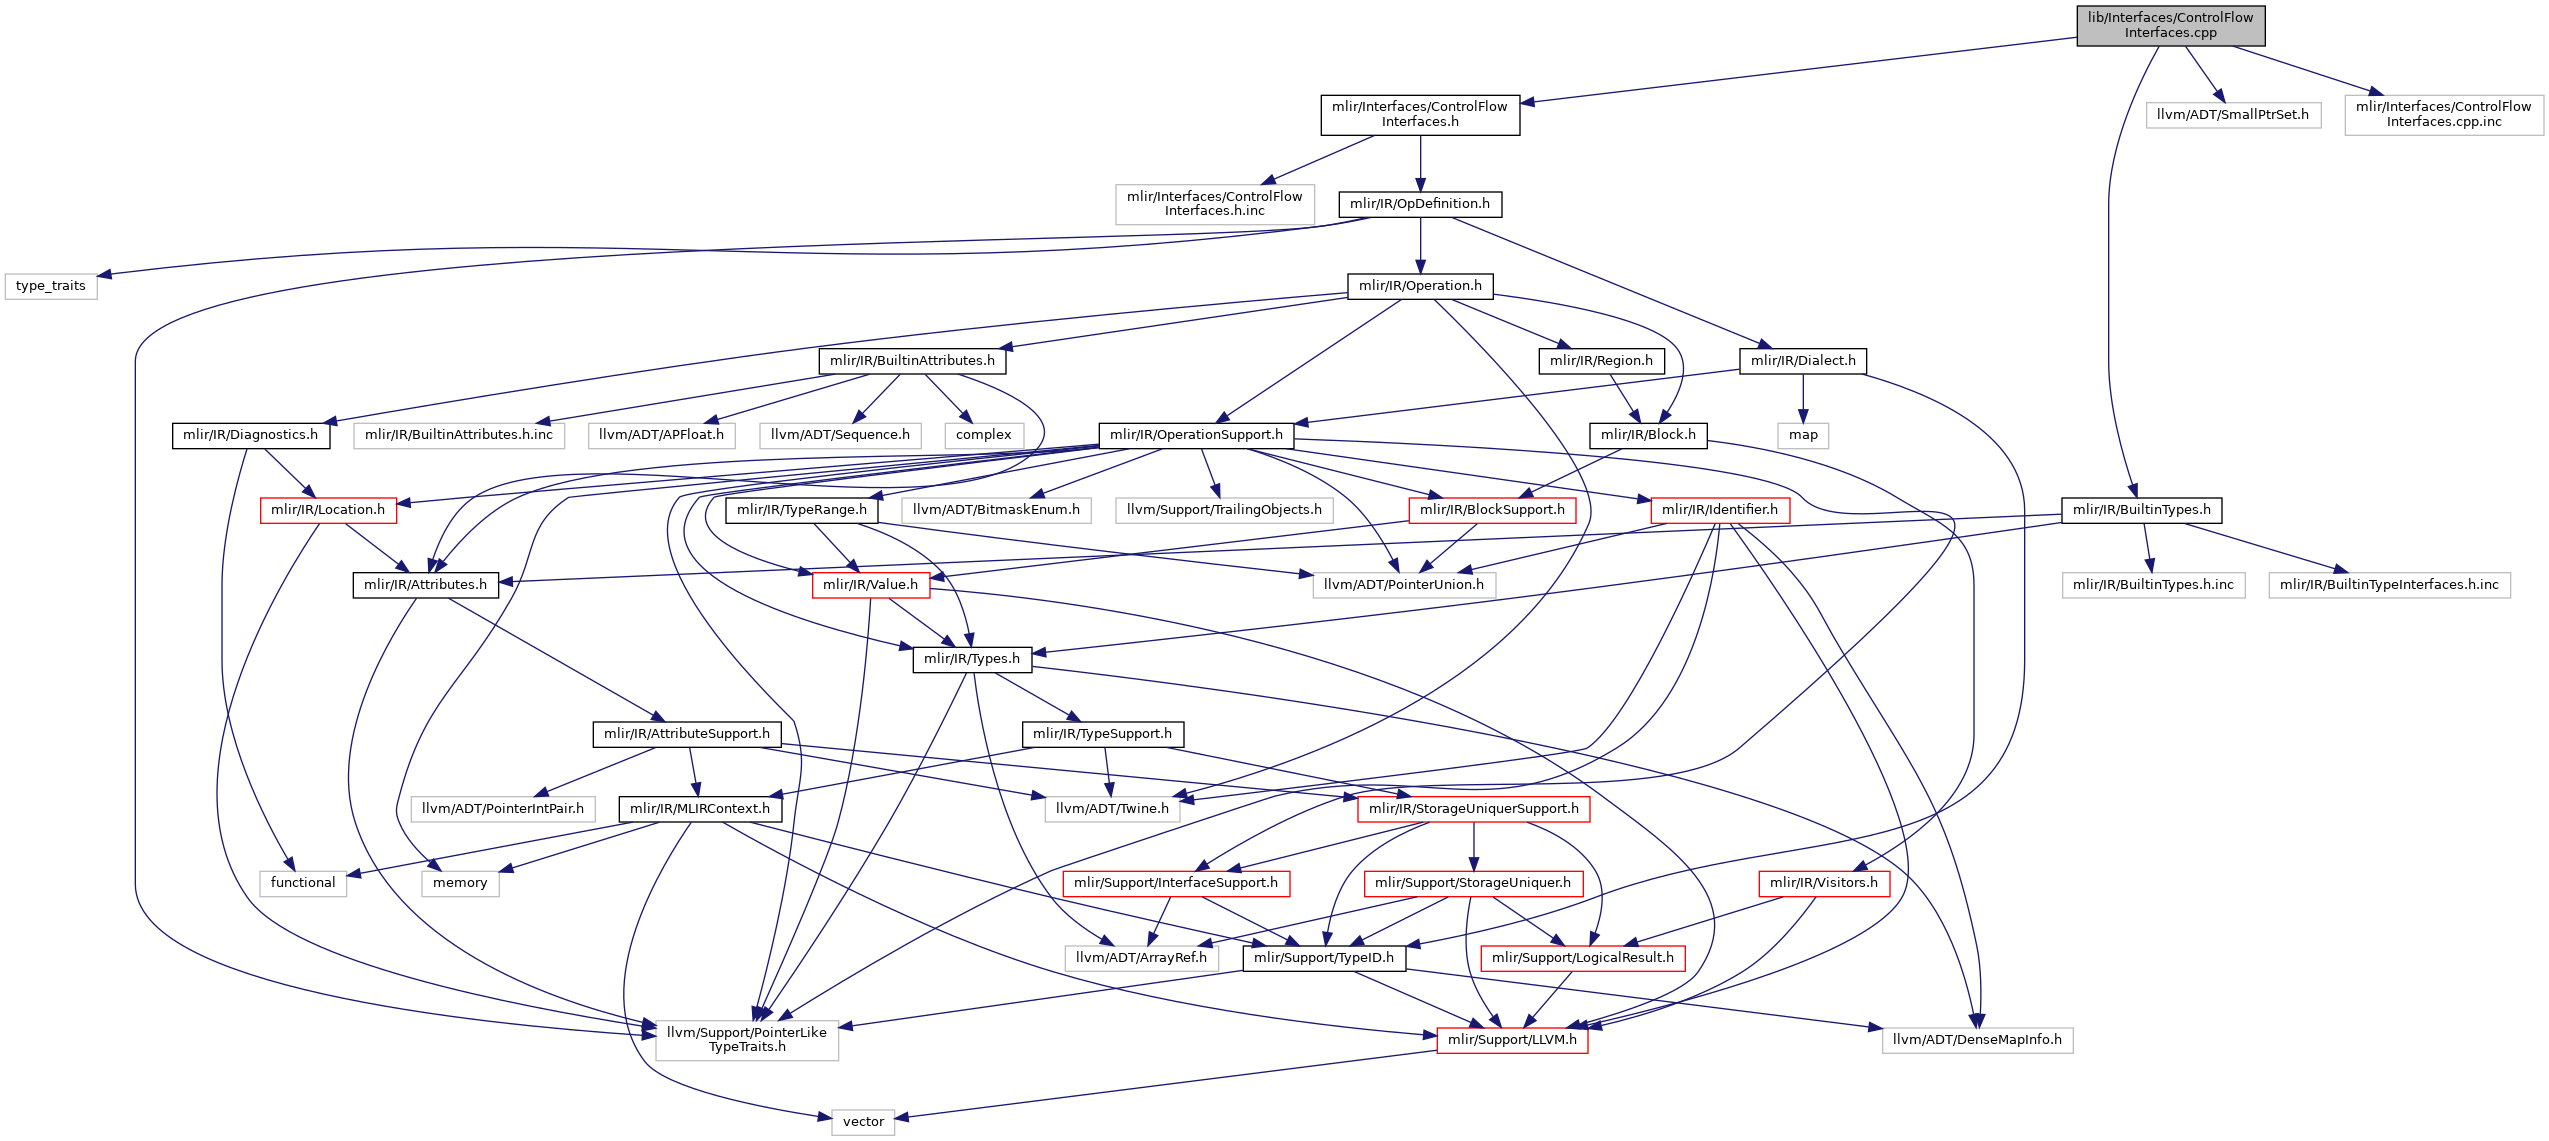 lib/Interfaces/ControlFlow
Interfaces.cpp
mlir/Interfaces/ControlFlow
Interfaces.h
llvm/ADT/SmallPtrSet.h
mlir/Interfaces/ControlFlow
Interfaces.cpp.inc
mlir/Interfaces/ControlFlow
Interfaces.h.inc
mlir/IR/OpDefinition.h
type_traits
mlir/IR/Operation.h
mlir/IR/BuiltinAttributes.h
mlir/IR/Region.h
mlir/IR/Dialect.h
mlir/IR/Diagnostics.h
mlir/IR/BuiltinAttributes.h.inc
llvm/ADT/APFloat.h
llvm/ADT/Sequence.h
complex
mlir/IR/OperationSupport.h
mlir/IR/Block.h
map
mlir/IR/Location.h
mlir/IR/TypeRange.h
llvm/ADT/BitmaskEnum.h
llvm/Support/TrailingObjects.h
mlir/IR/BlockSupport.h
mlir/IR/Identifier.h
mlir/IR/BuiltinTypes.h
mlir/IR/Attributes.h
mlir/IR/Value.h
llvm/ADT/PointerUnion.h
mlir/IR/BuiltinTypes.h.inc
mlir/IR/BuiltinTypeInterfaces.h.inc
mlir/IR/Types.h
mlir/IR/AttributeSupport.h
mlir/IR/TypeSupport.h
llvm/ADT/PointerIntPair.h
mlir/IR/MLIRContext.h
llvm/ADT/Twine.h
mlir/IR/StorageUniquerSupport.h
functional
memory
mlir/Support/InterfaceSupport.h
mlir/Support/StorageUniquer.h
mlir/IR/Visitors.h
llvm/ADT/ArrayRef.h
mlir/Support/TypeID.h
mlir/Support/LogicalResult.h
llvm/Support/PointerLike
TypeTraits.h
mlir/Support/LLVM.h
llvm/ADT/DenseMapInfo.h
vector